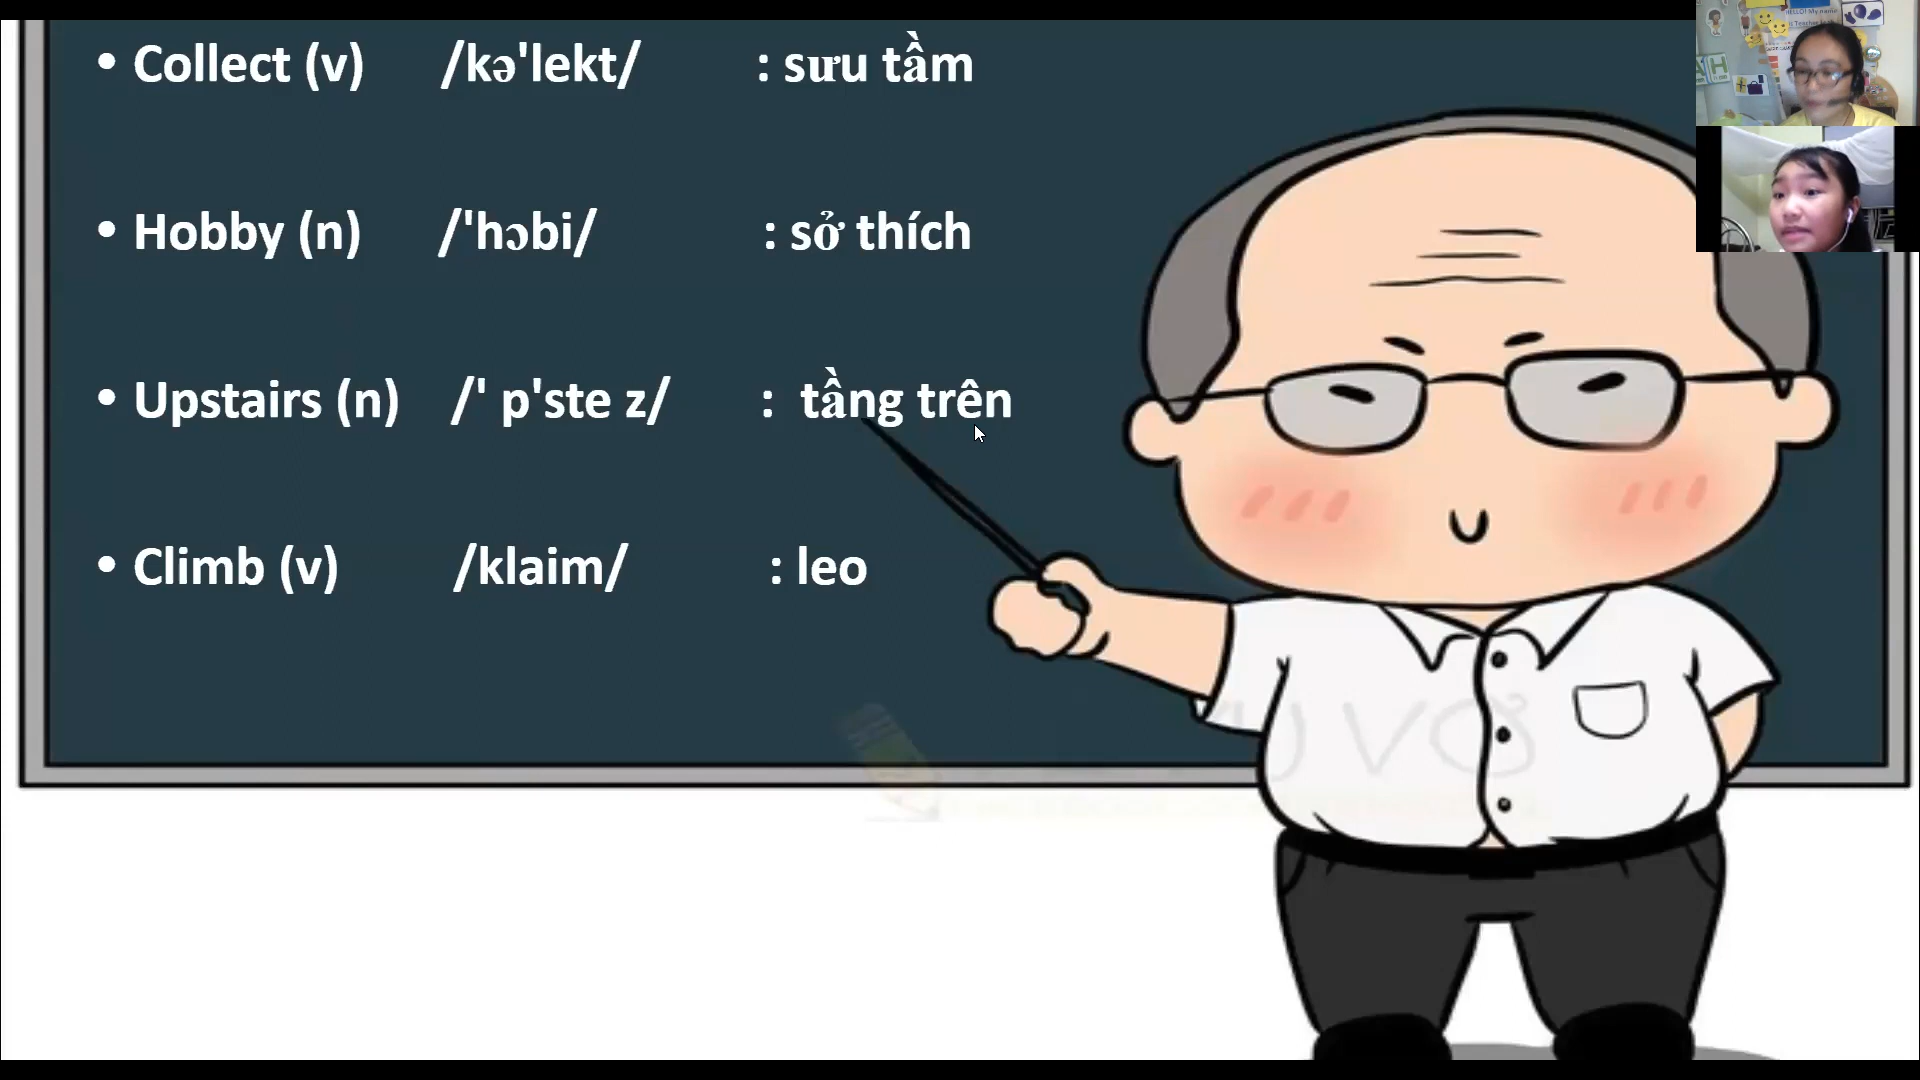 • Collect (v) /kə'lekt/ : sưu tầm
• Hobby (n) /'hɔbi/ : sở thích
• Upstairs (n) /' p'ste z/ : tầng trên
• Climb (v) /klaim/ : leo